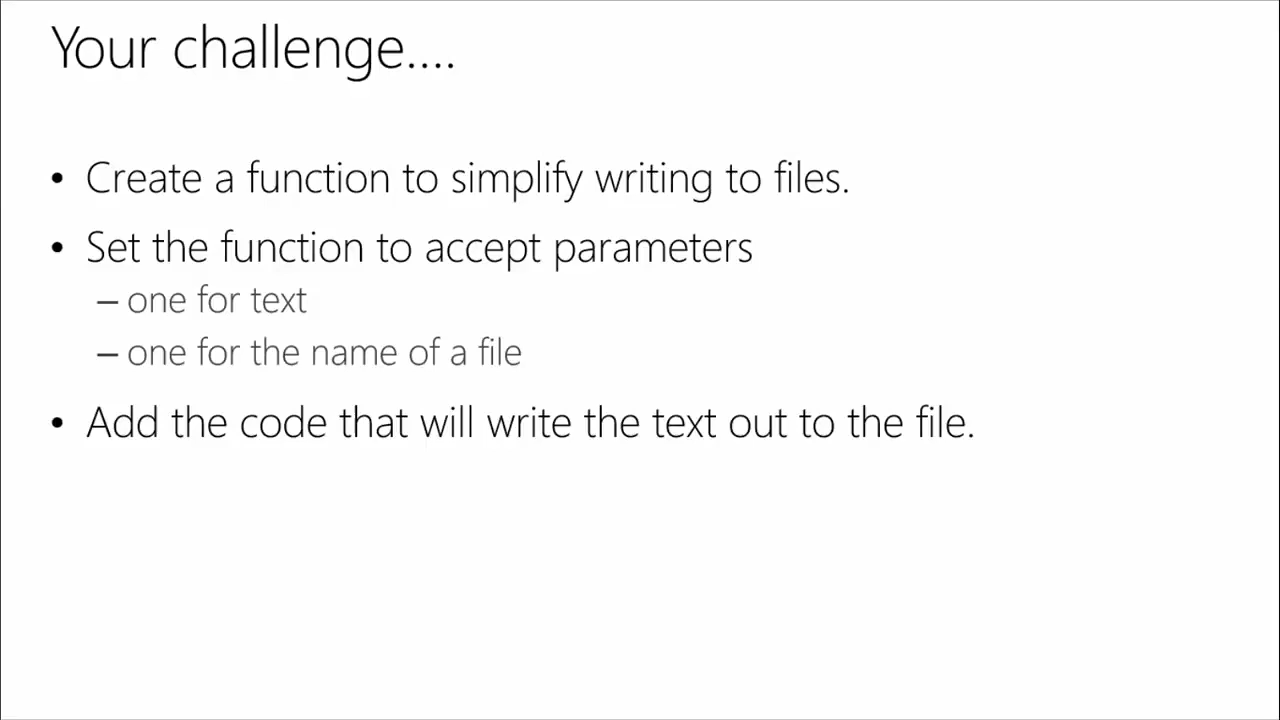 Your challenge....
• Create a function to simplify writing to files.
• Set the function to accept parameters
– one for text
– one for the name of a file
• Add the code that will write the text out to the file.